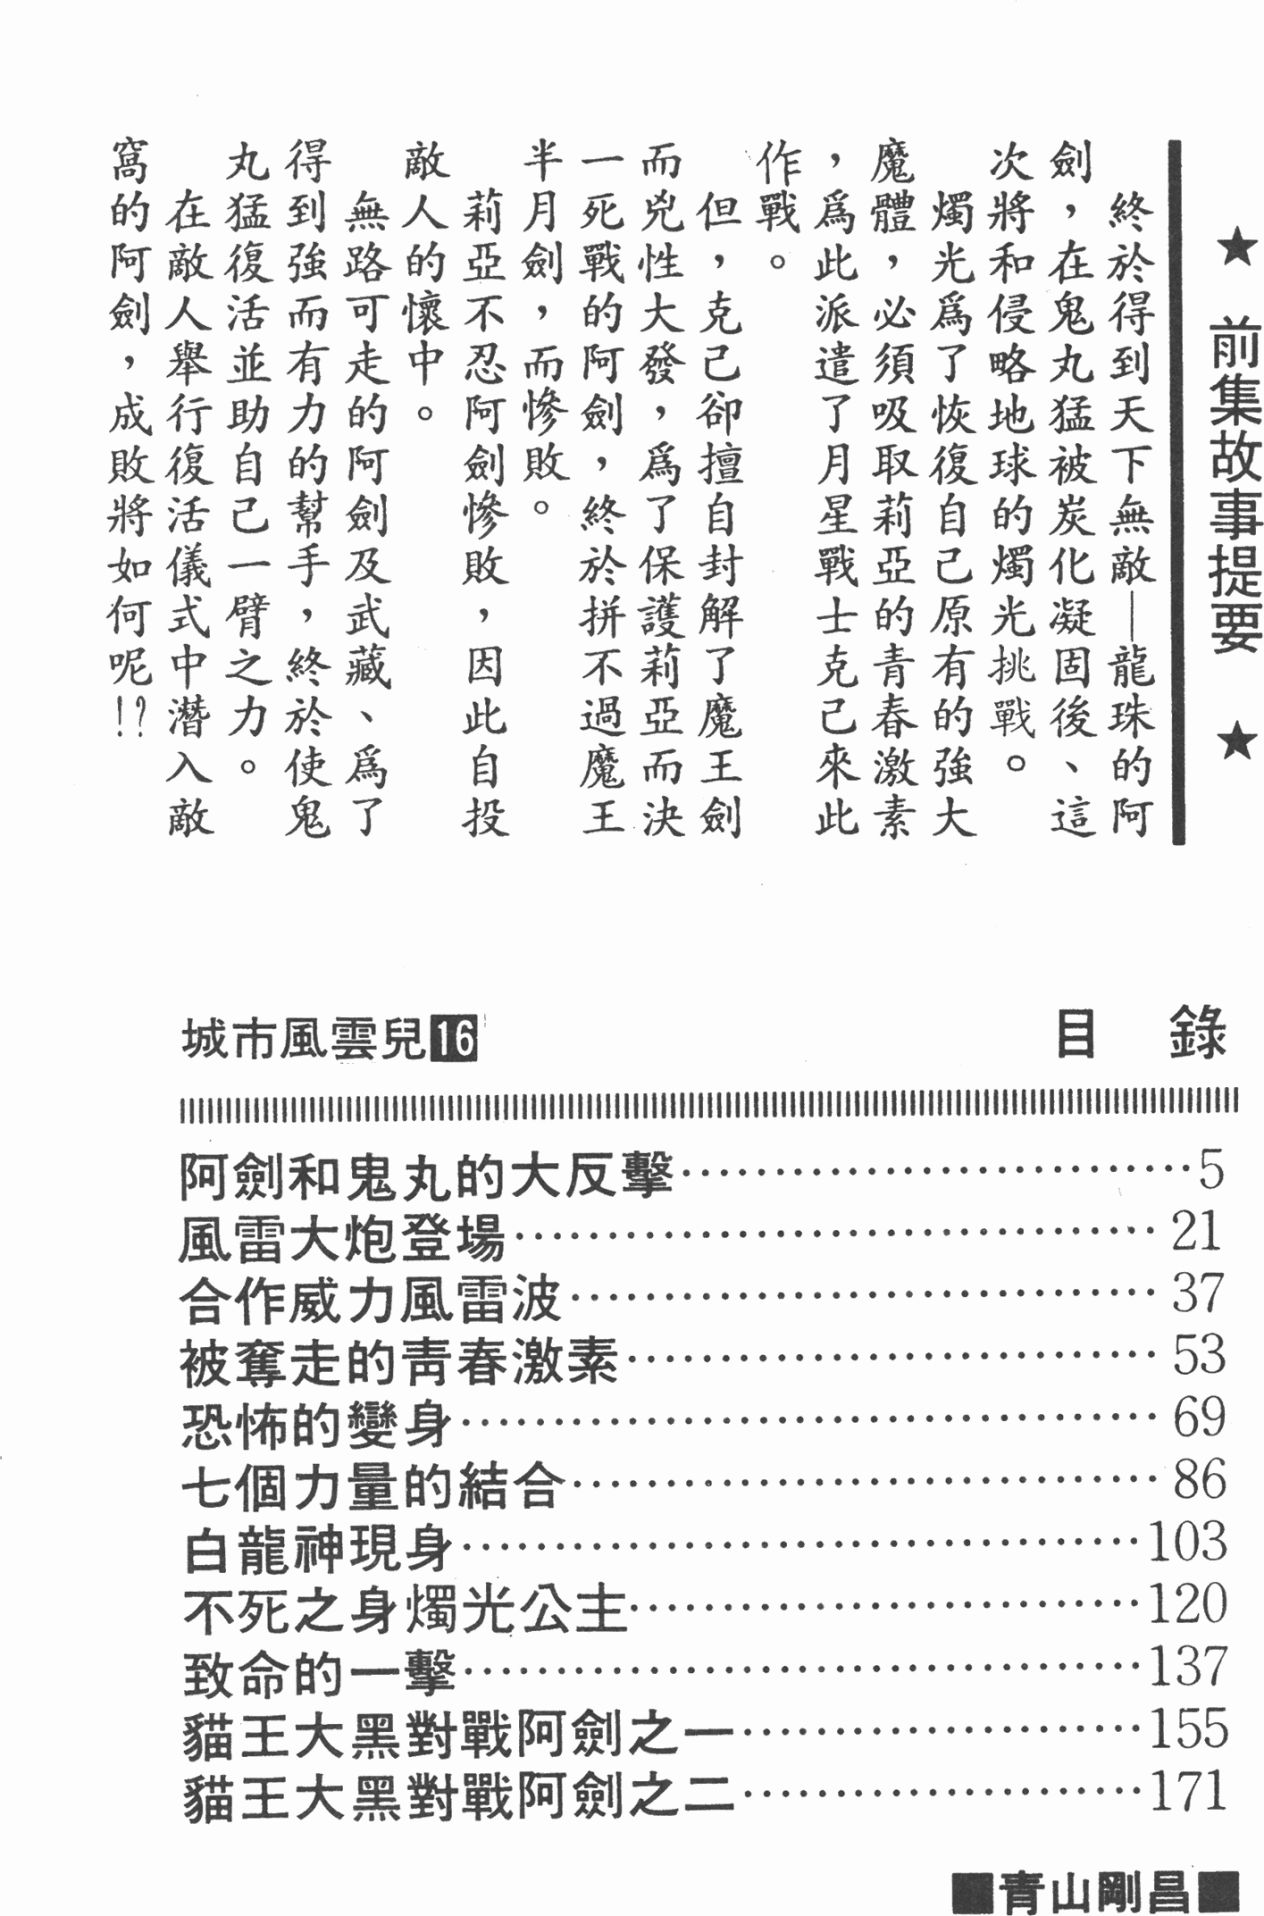 ★ 前集故事提要 ★
終於得到天下無敵—龍珠的阿
劍，在鬼丸猛被炭化凝固後、這
次將和侵略地球的燭光挑戰。
燭光爲了恢復自己原有的強大
魔體，必須吸取莉亞的青春激素
，爲此派遣了月星戰士克己來此
作戰。
但，克己卻擅自封解了魔王劍
而兇性大發，爲了保護莉亞而決
一死戰的阿劍，終於拼不過魔王
半月劍，而慘敗。
莉亞不忍阿劍慘敗，因此自投
敵人的懷中。
無路可走的阿劍及武藏、爲了
得到強而有力的幫手，終於使鬼
丸猛復活並助自己一臂之力。
在敵人舉行復活儀式中潛入敵
窩的阿劍，成敗將如何呢!?
城市風雲兒16 目 錄
阿劍和鬼丸的大反擊…………………………5
風雷大炮登場…………………………………21
合作威力風雷波………………………………37
被奪走的靑春激素……………………………53
恐怖的變身……………………………………69
七個力量的結合………………………………86
白龍神現身……………………………………103
不死之身燭光公主……………………………120
致命的一擊……………………………………137
貓王大黑對戰阿劍之一………………………155
貓王大黑對戰阿劍之二………………………171
■青山剛昌■